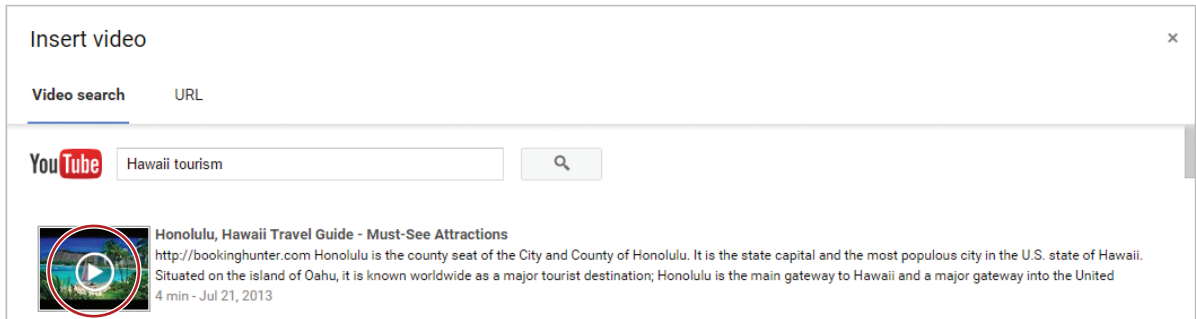 Insert video
×
Video search URL
YouTube Hawaii tourism
Honolulu, Hawaii Travel Guide - Must-See Attractions
http://bookinghunter.com Honolulu is the county seat of the City and County of Honolulu. It is the state capital and the most populous city in the U.S. state of Hawaii.
Situated on the island of Oahu, it is known worldwide as a major tourist destination; Honolulu is the main gateway to Hawaii and a major gateway into the United
4 min - Jul 21, 2013